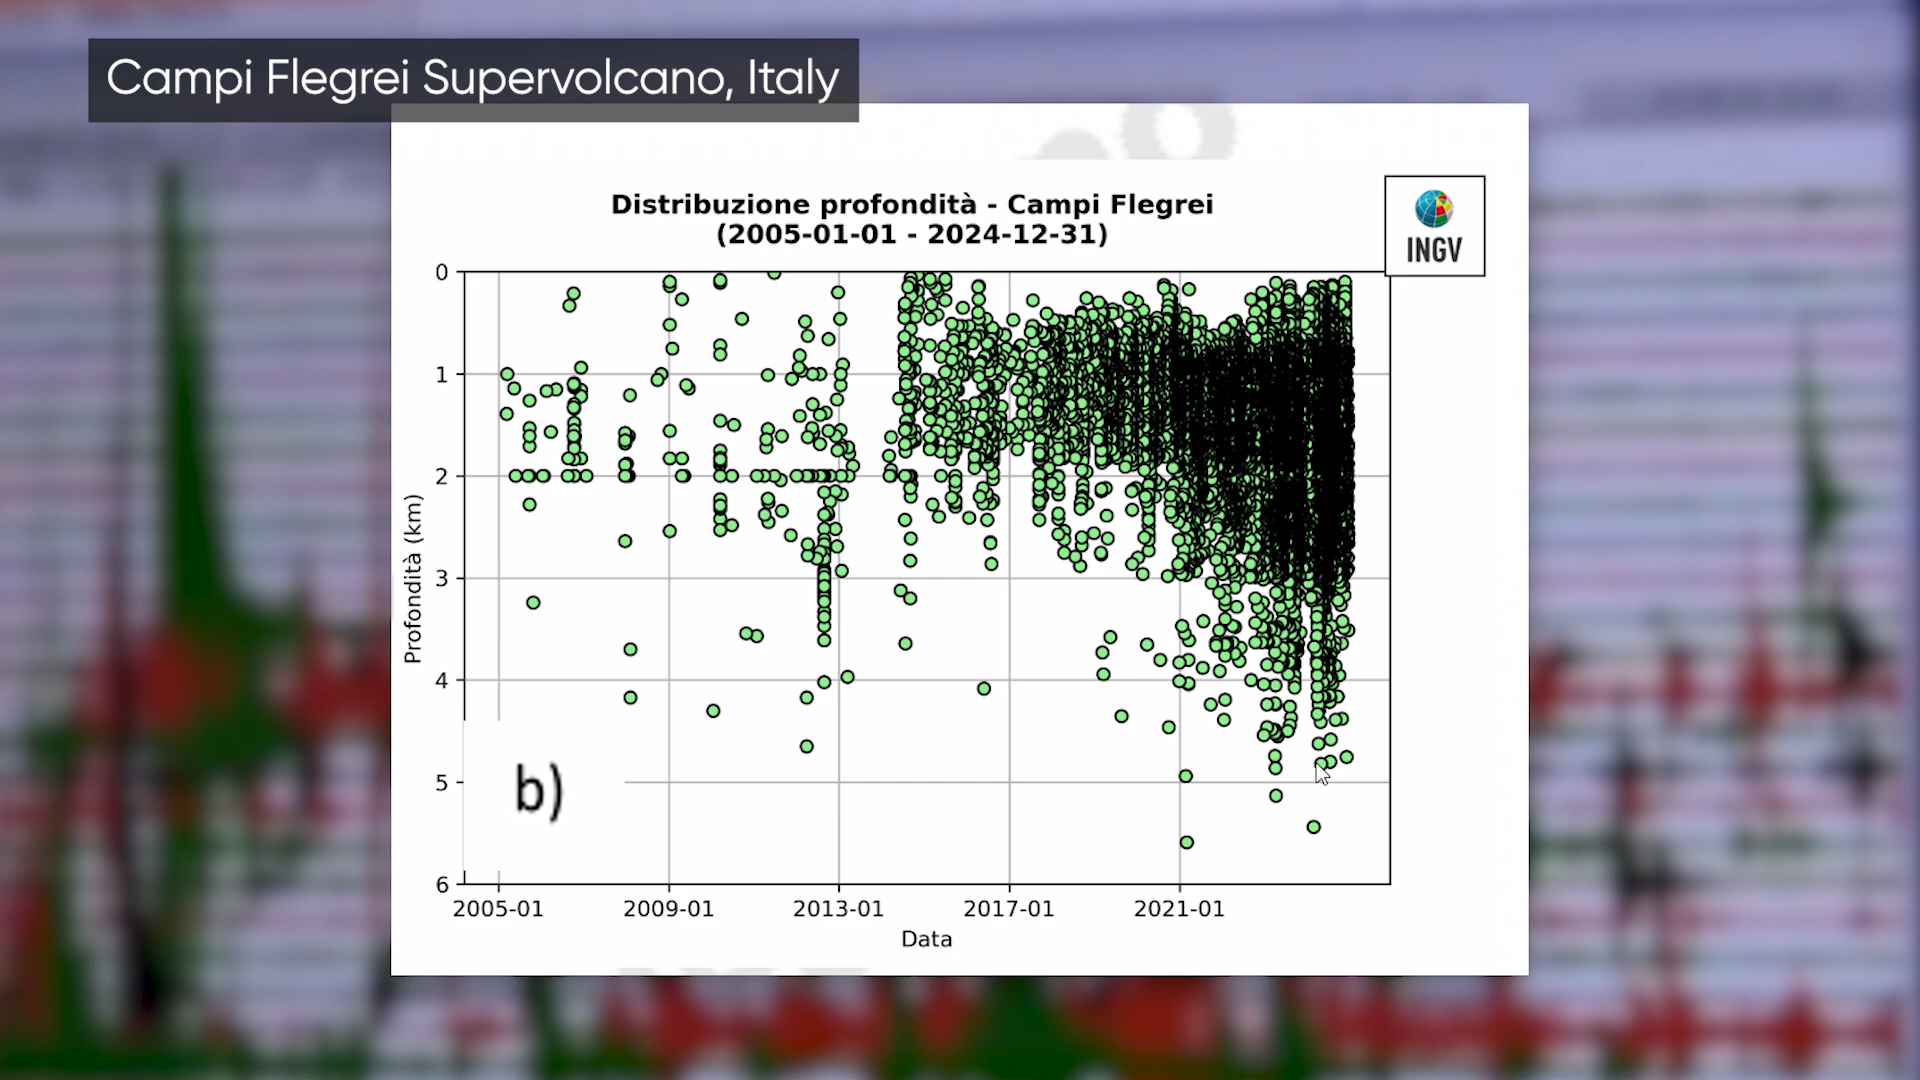 Campi Flegrei Supervolcano, Italy
Distribuzione profondità - Campi Flegrei
(2005-01-01 - 2024-12-31)
INGV
0
1
2
3
4
5
6
Profondità (km)
b)
2005-01
2009-01
2013-01
2017-01
2021-01
Data